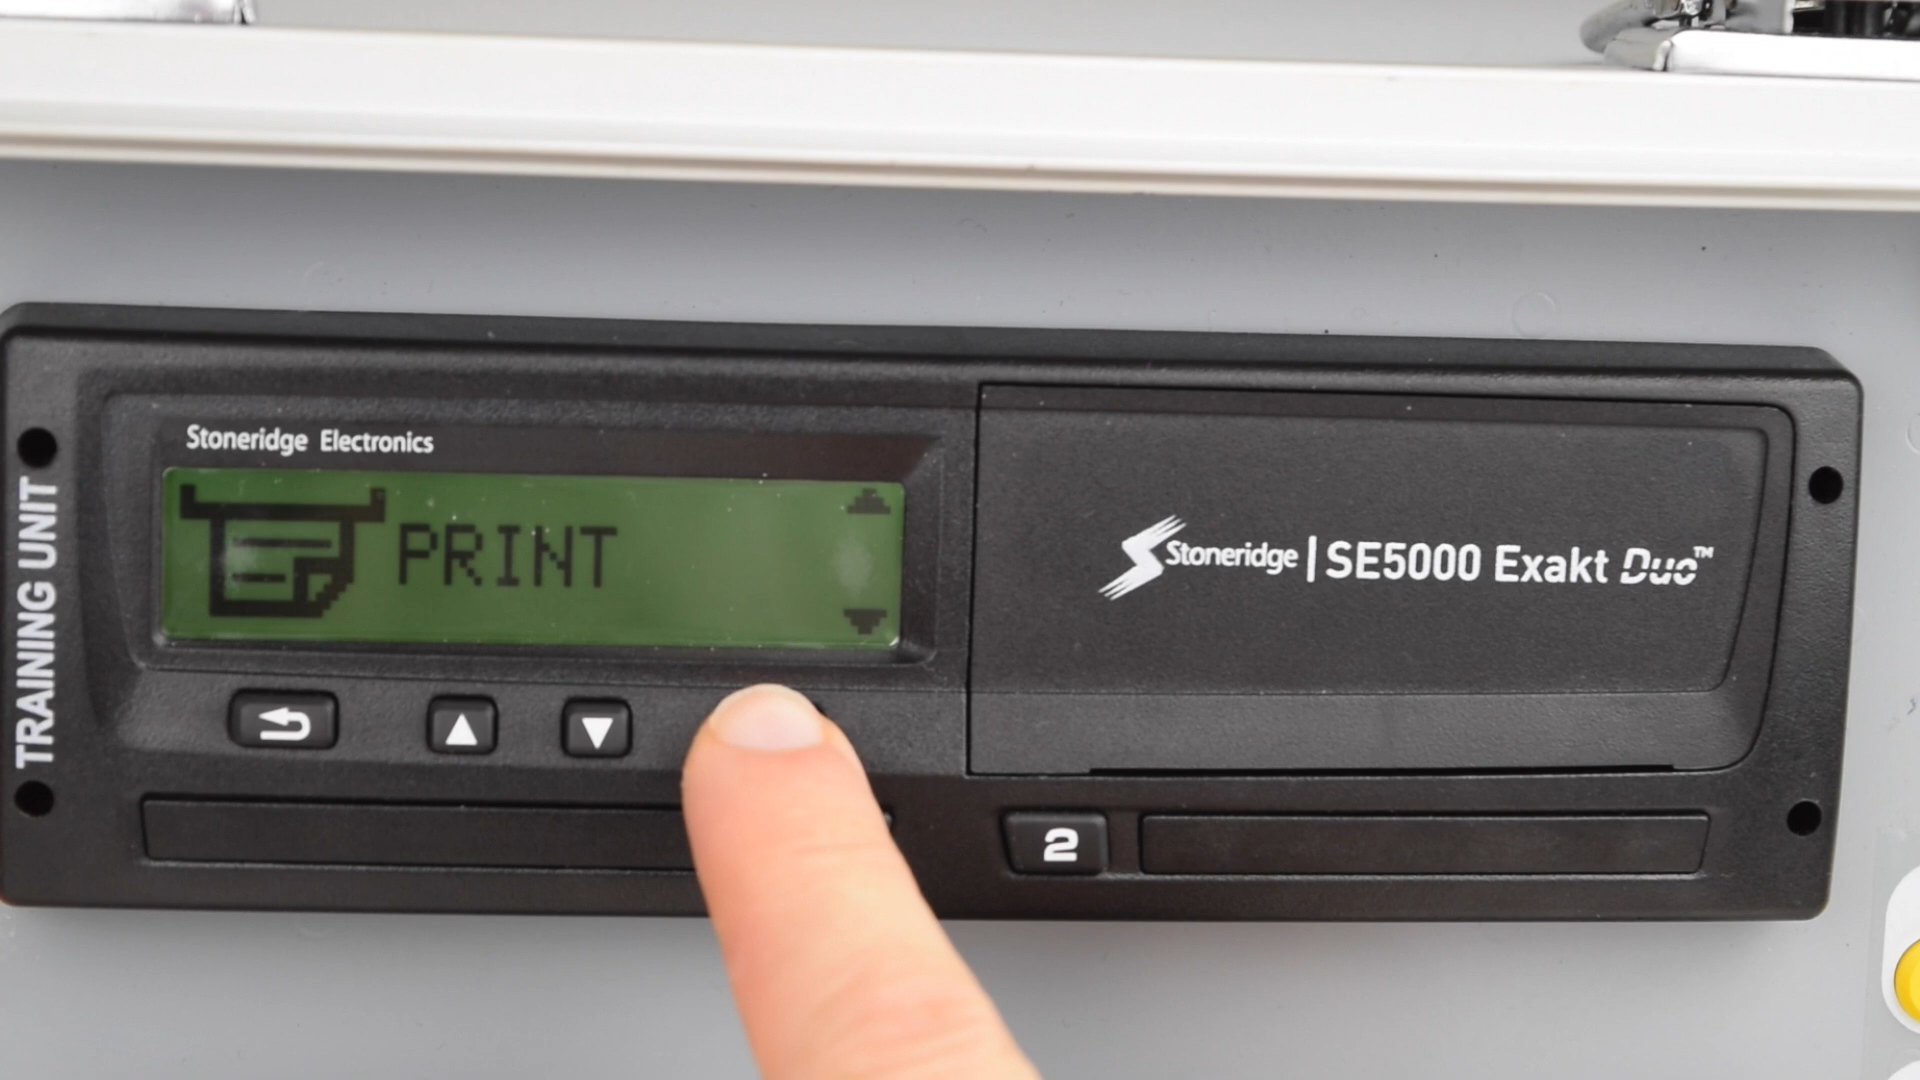 Stoneridge Electronics
TRAINING UNIT
PRINT
Stoneridge | SE5000 Exakt Duo™
2